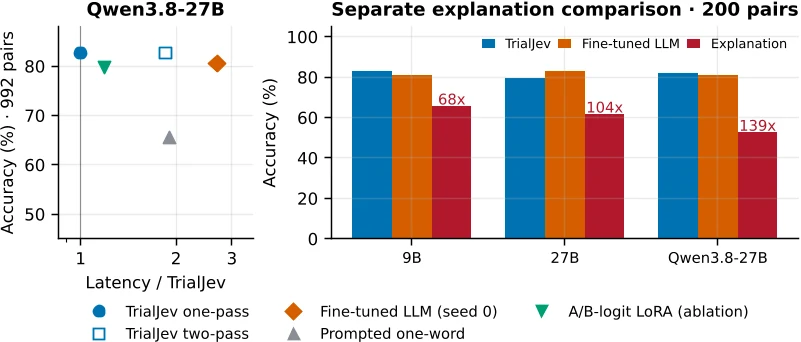 Qwen3.8-27B
Accuracy (%) · 992 pairs
80
70
60
50
1
2
3
Latency / TrialJev
Separate explanation comparison · 200 pairs
TrialJev
Fine-tuned LLM
Explanation
Accuracy (%)
100
80
60
40
20
0
68x
104x
139x
9B
27B
Qwen3.8-27B
TrialJev one-pass
Fine-tuned LLM (seed 0)
A/B-logit LoRA (ablation)
TrialJev two-pass
Prompted one-word